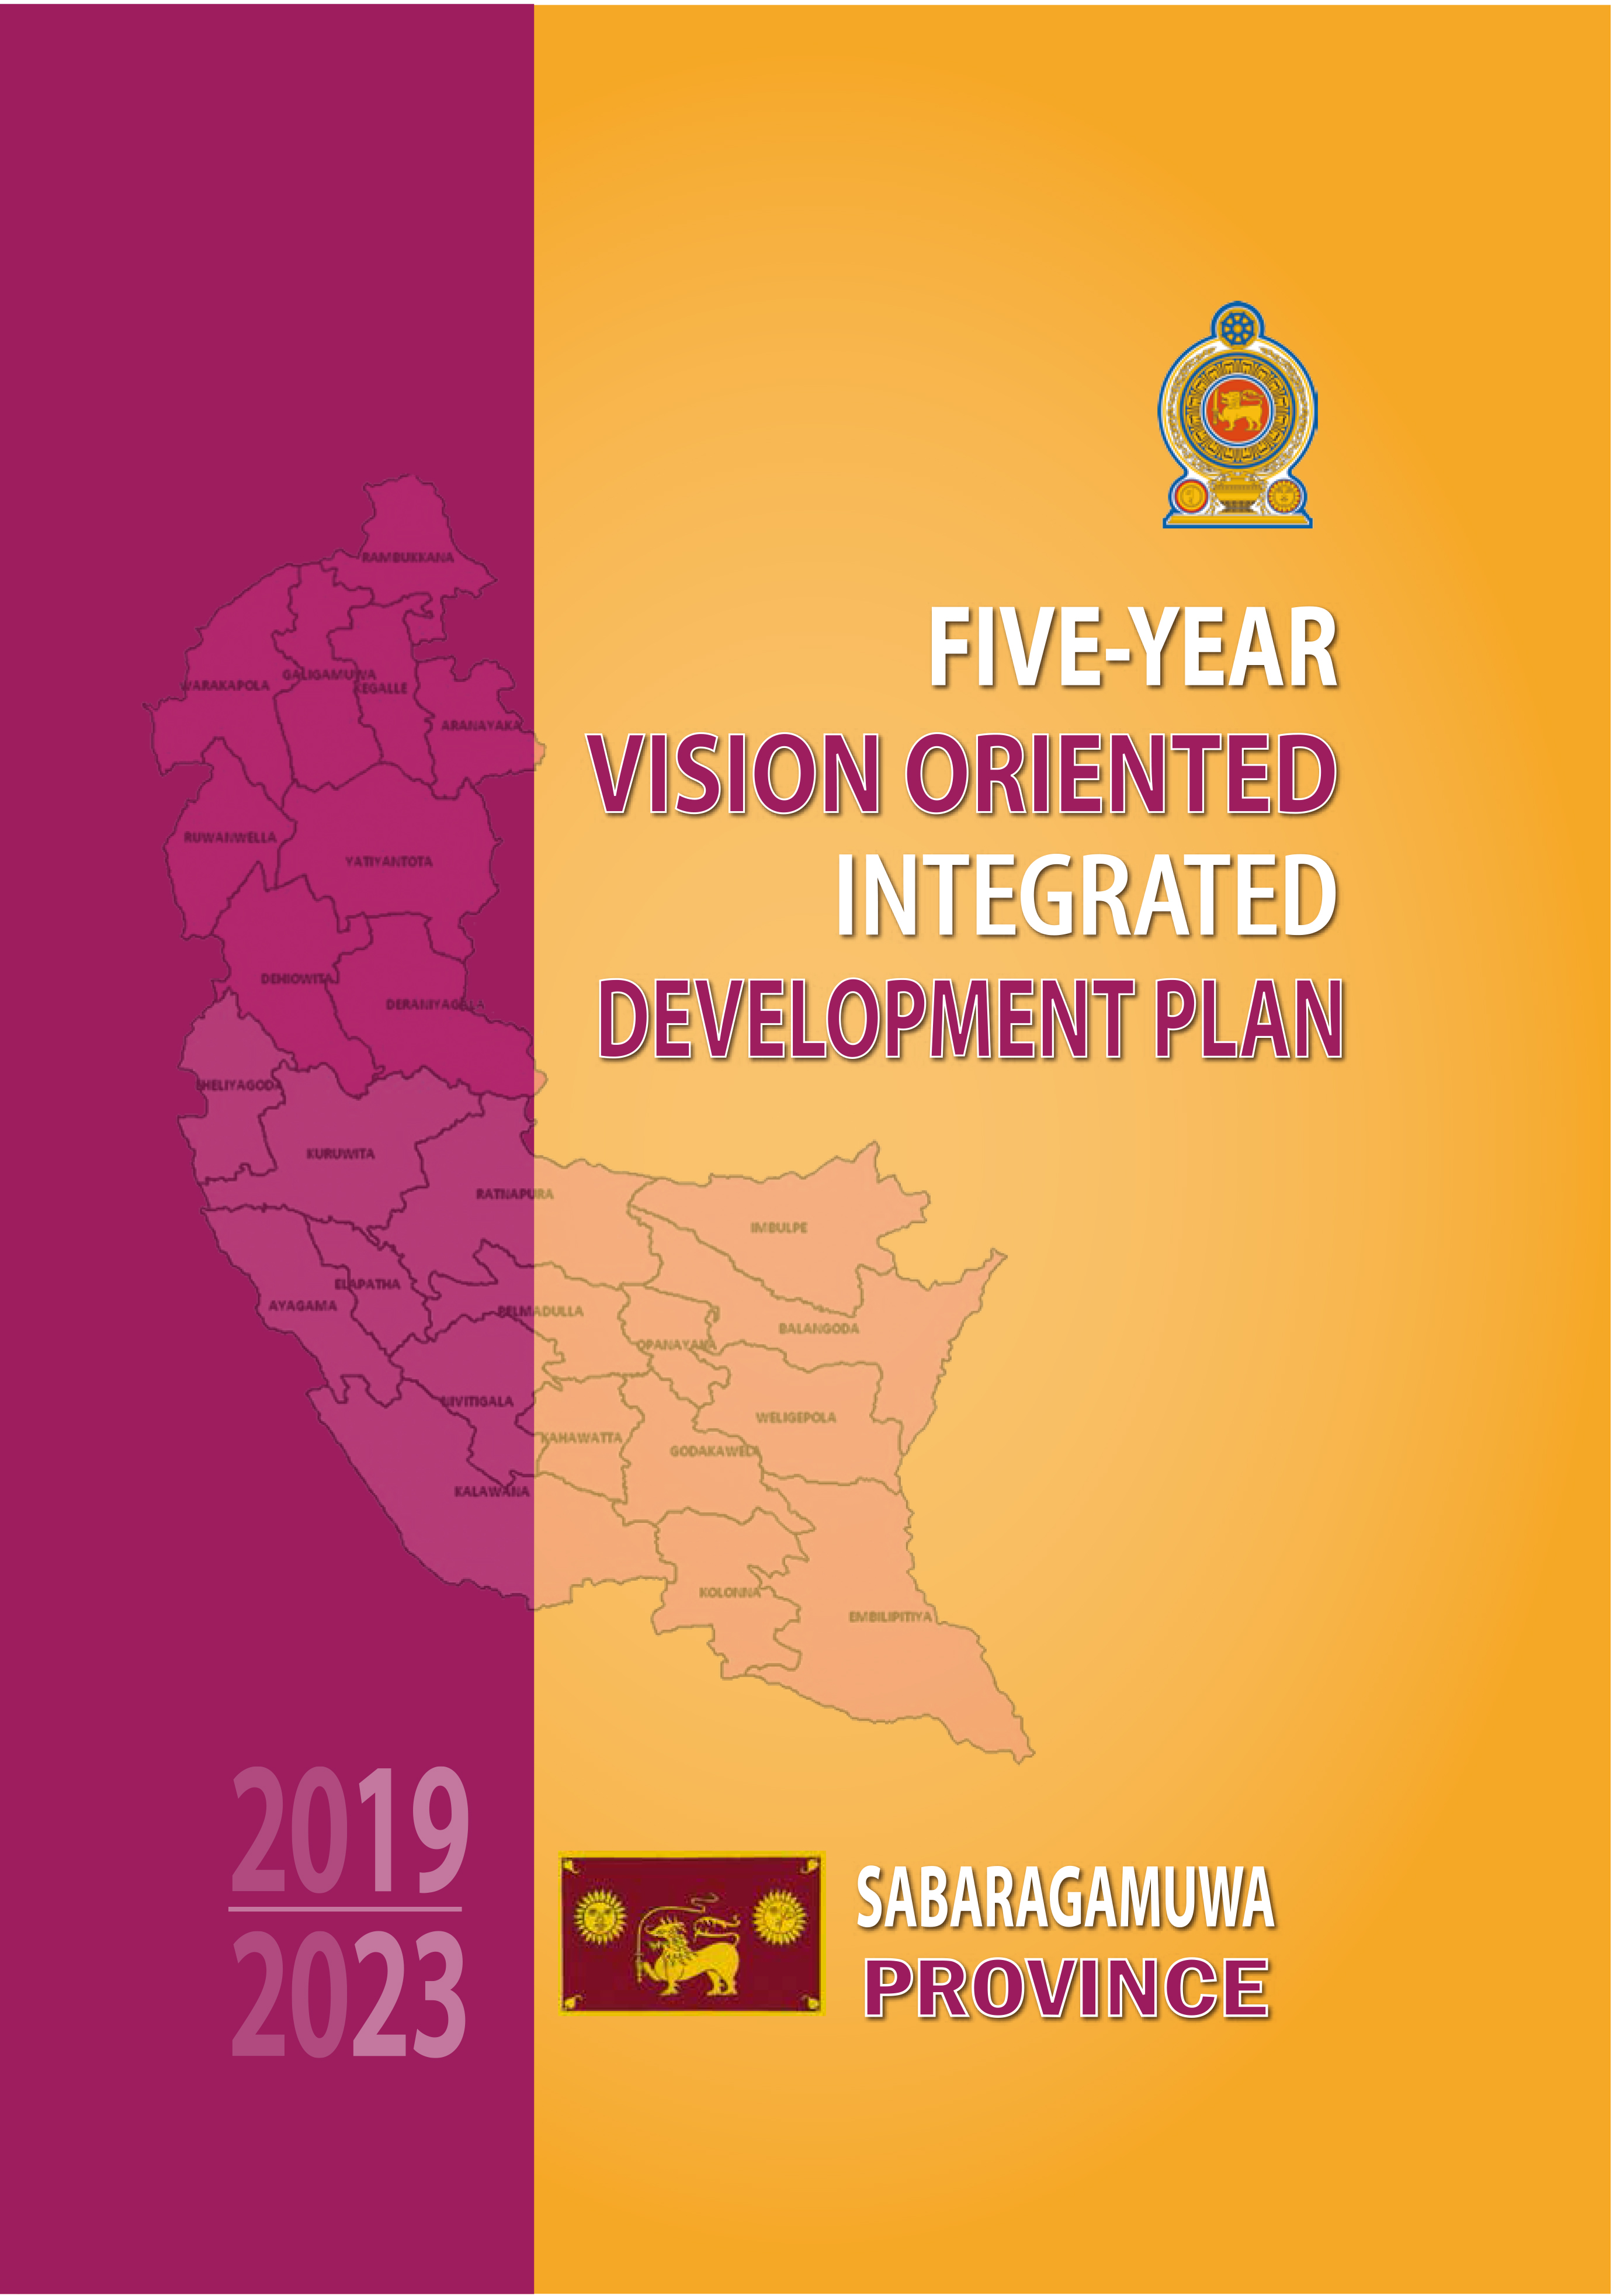 FIVE-YEAR
VISION ORIENTED
INTEGRATED
DEVELOPMENT PLAN
RAMBUKKANA
WARAKAPOLA
GALIGAMUWA
KEGALLE
ARANAYAKA
RUWANWELLA
YATIYANTOTA
DEHIOWITA
DERANIYAGALA
EHELIYAGODA
KURUWITA
RATNAPURA
IMBULPE
ELAPATHA
AYAGAMA
PELMADULLA
OPANAYAKA
BALANGODA
NIVITIGALA
KAHAWATTA
GODAKAWELA
WELIGEPOLA
KALAWANA
KOLONNA
EMBILIPITIYA
2019
2023
SABARAGAMUWA
PROVINCE